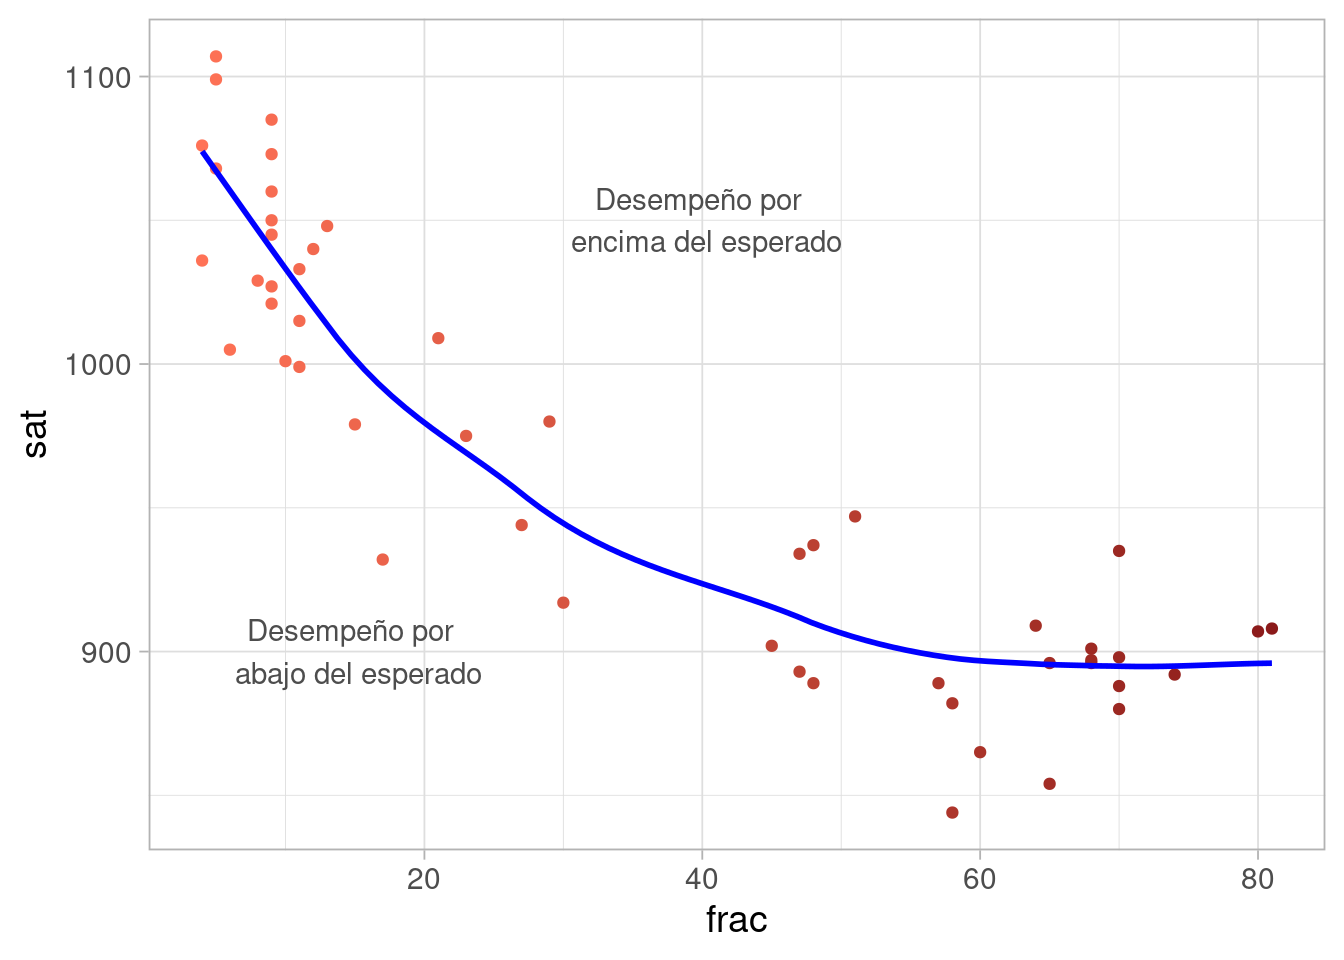 1100
1000
900
sat
Desempeño por
encima del esperado
Desempeño por
abajo del esperado
20
40
60
80
frac